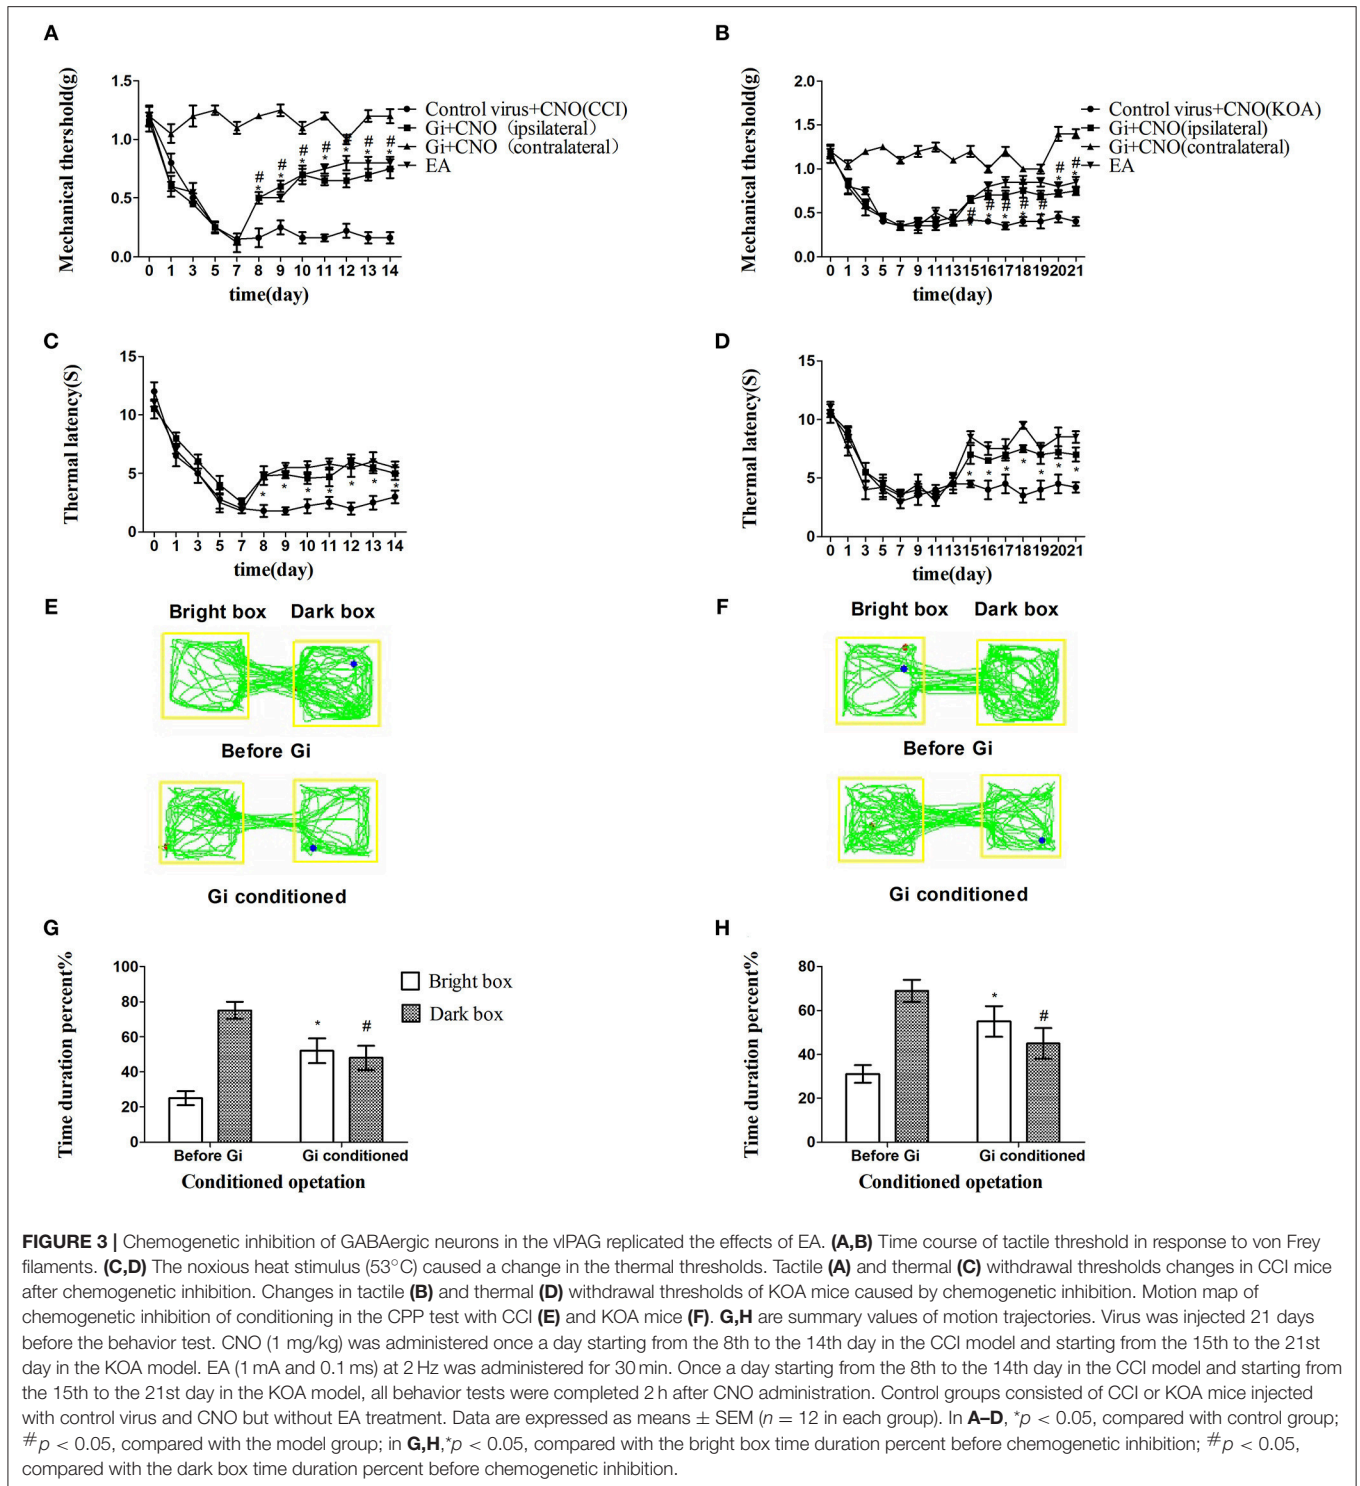 A
Mechanical thershold(g)
1.5
1.0
0.5
0.0
0 1 3 5 7 8 9 10 11 12 13 14
time(day)
Control virus+CNO(CCI)
Gi+CNO (ipsilateral)
Gi+CNO (contralateral)
EA
# # # # # # #
* * * * * * *
B
Mechanical thershold(g)
2.0
1.5
1.0
0.5
0.0
0 1 3 5 7 9 11 13 15 16 17 18 19 20 21
time(day)
Control virus+CNO(KOA)
Gi+CNO(ipsilateral)
Gi+CNO(contralateral)
EA
# # # # # # #
* * * * * * *
C
Thermal latency(S)
15
10
5
0
0 1 3 5 7 8 9 10 11 12 13 14
time(day)
* * * * * * *
D
Thermal latency(S)
15
10
5
0
0 1 3 5 7 9 11 13 15 16 17 18 19 20 21
time(day)
* * * * * * *
E
Bright box Dark box
Before Gi
Gi conditioned
F
Bright box Dark box
Before Gi
Gi conditioned
G
Time duration percent%
100
80
60
40
20
0
* #
Before Gi Gi conditioned
Conditioned opetation
Bright box
Dark box
H
Time duration percent%
80
60
40
20
0
* #
Before Gi Gi conditioned
Conditioned opetation
FIGURE 3 | Chemogenetic inhibition of GABAergic neurons in the vlPAG replicated the effects of EA. (A,B) Time course of tactile threshold in response to von Frey
filaments. (C,D) The noxious heat stimulus (53°C) caused a change in the thermal thresholds. Tactile (A) and thermal (C) withdrawal thresholds changes in CCI mice
after chemogenetic inhibition. Changes in tactile (B) and thermal (D) withdrawal thresholds of KOA mice caused by chemogenetic inhibition. Motion map of
chemogenetic inhibition of conditioning in the CPP test with CCI (E) and KOA mice (F). G,H are summary values of motion trajectories. Virus was injected 21 days
before the behavior test. CNO (1 mg/kg) was administered once a day starting from the 8th to the 14th day in the CCI model and starting from the 15th to the 21st
day in the KOA model. EA (1 mA and 0.1 ms) at 2 Hz was administered for 30 min. Once a day starting from the 8th to the 14th day in the CCI model and starting from
the 15th to the 21st day in the KOA model, all behavior tests were completed 2 h after CNO administration. Control groups consisted of CCI or KOA mice injected
with control virus and CNO but without EA treatment. Data are expressed as means ± SEM (n = 12 in each group). In A–D, *p < 0.05, compared with control group;
#p < 0.05, compared with the model group; in G,H,*p < 0.05, compared with the bright box time duration percent before chemogenetic inhibition; #p < 0.05,
compared with the dark box time duration percent before chemogenetic inhibition.